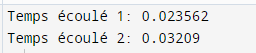 Temps écoulé 1: 0.023562
Temps écoulé 2: 0.03209